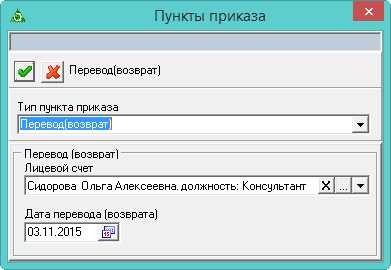 Пункты приказа
Перевод(возврат)
Тип пункта приказа
Перевод(возврат)
Перевод (возврат)
Лицевой счет
Сидорова Ольга Алексеевна, должность: Консультант X ...
Дата перевода (возврата)
03.11.2015